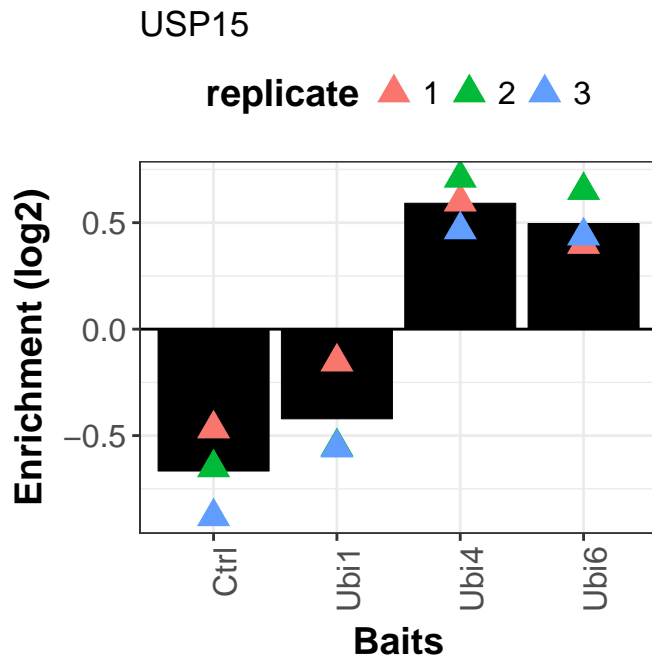 USP15
replicate 1 2 3
Enrichment (log2)
0.5
0.0
−0.5
Ctrl
Ubi1
Ubi4
Ubi6
Baits